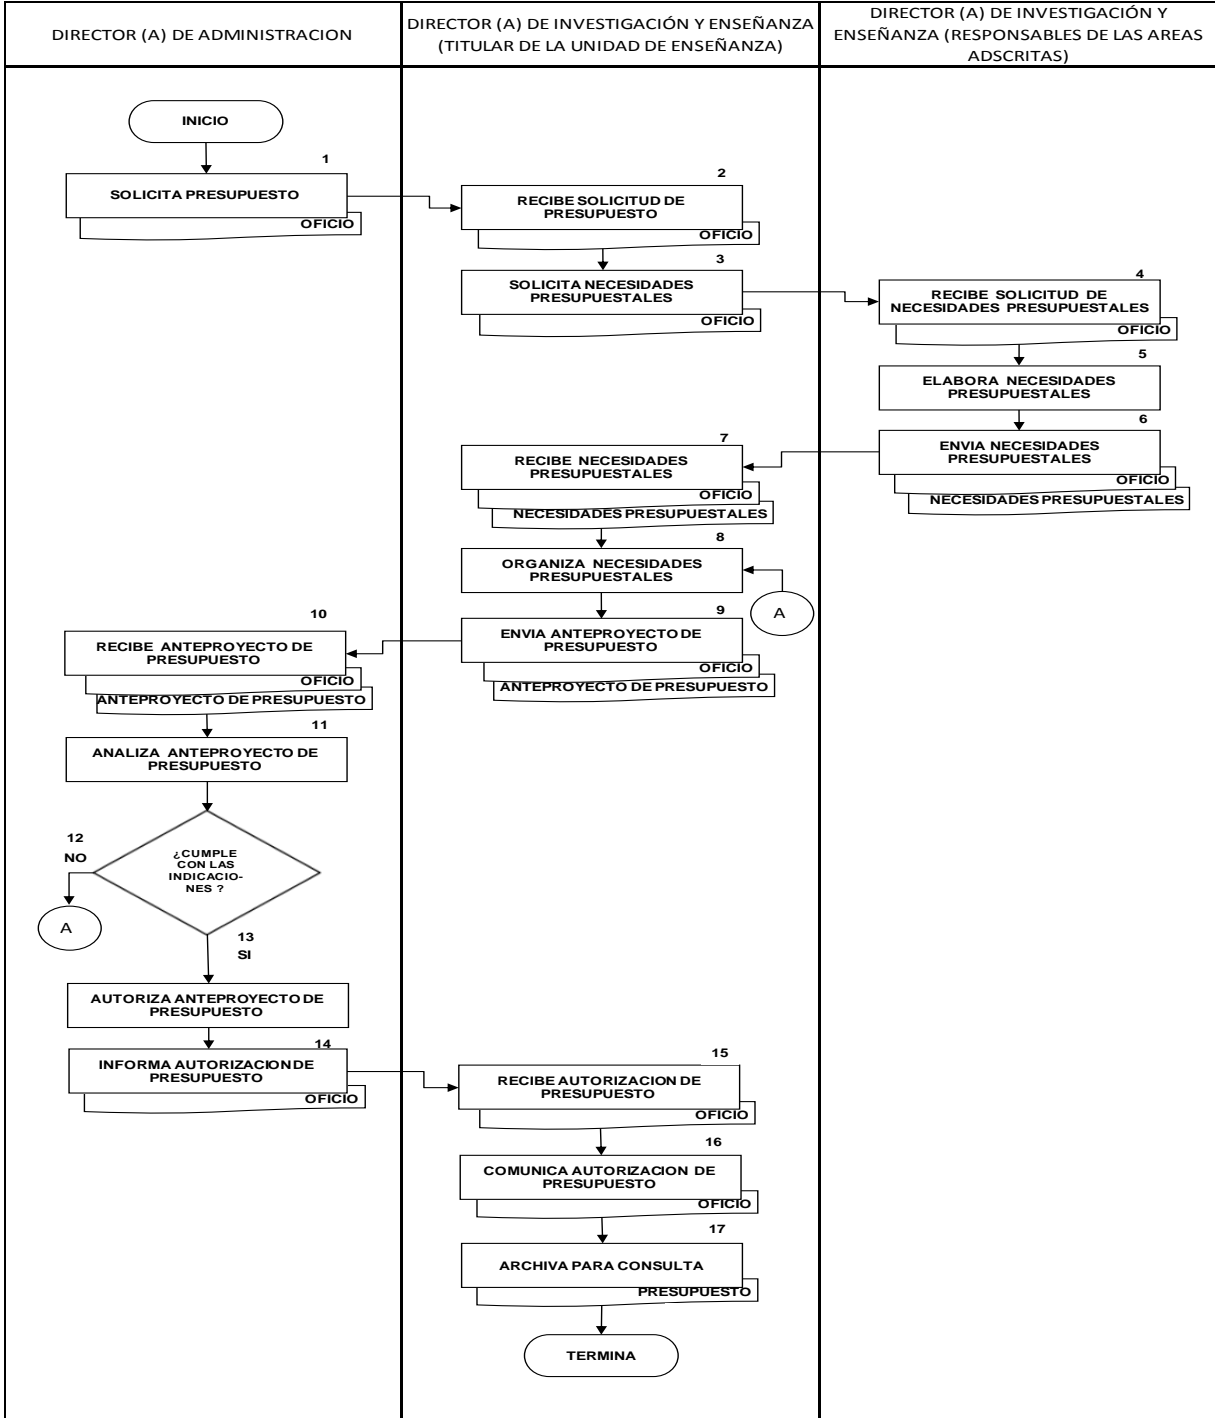 DIRECTOR (A) DE ADMINISTRACION
DIRECTOR (A) DE INVESTIGACIÓN Y ENSEÑANZA
(TITULAR DE LA UNIDAD DE ENSEÑANZA)
DIRECTOR (A) DE INVESTIGACIÓN Y
ENSEÑANZA (RESPONSABLES DE LAS AREAS
ADSCRITAS)
INICIO
1
SOLICITA PRESUPUESTO
OFICIO
2
RECIBE SOLICITUD DE
PRESUPUESTO
OFICIO
3
SOLICITA NECESIDADES
PRESUPUESTALES
OFICIO
4
RECIBE SOLICITUD DE
NECESIDADES PRESUPUESTALES
OFICIO
5
ELABORA NECESIDADES
PRESUPUESTALES
6
ENVIA NECESIDADES
PRESUPUESTALES
OFICIO
NECESIDADES PRESUPUESTALES
7
RECIBE NECESIDADES
PRESUPUESTALES
OFICIO
NECESIDADES PRESUPUESTALES
8
ORGANIZA NECESIDADES
PRESUPUESTALES
A
9
ENVIA ANTEPROYECTO DE
PRESUPUESTO
OFICIO
ANTEPROYECTO DE PRESUPUESTO
10
RECIBE ANTEPROYECTO DE
PRESUPUESTO
OFICIO
ANTEPROYECTO DE PRESUPUESTO
11
ANALIZA ANTEPROYECTO DE
PRESUPUESTO
12
NO
¿CUMPLE
CON LAS
INDICACIO-
NES ?
A
13
SI
AUTORIZA ANTEPROYECTO DE
PRESUPUESTO
14
INFORMA AUTORIZACION DE
PRESUPUESTO
OFICIO
15
RECIBE AUTORIZACION DE
PRESUPUESTO
OFICIO
16
COMUNICA AUTORIZACION DE
PRESUPUESTO
OFICIO
17
ARCHIVA PARA CONSULTA
PRESUPUESTO
TERMINA